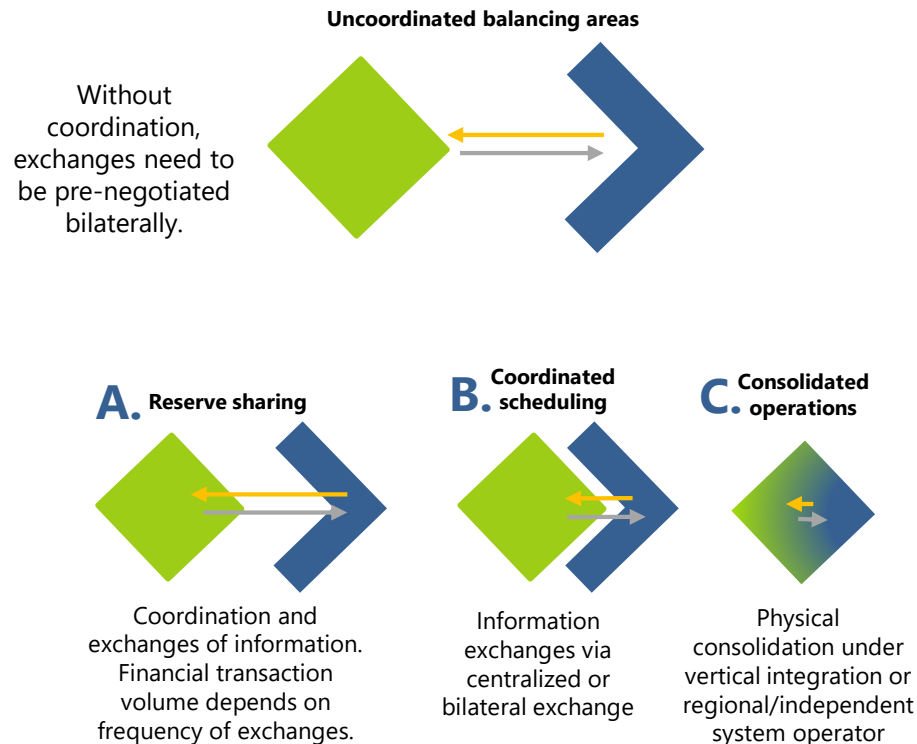 Uncoordinated balancing areas
Without
coordination,
exchanges need to
be pre-negotiated
bilaterally.
A. Reserve sharing
Coordination and
exchanges of information.
Financial transaction
volume depends on
frequency of exchanges.
B. Coordinated
scheduling
Information
exchanges via
centralized or
bilateral exchange
C. Consolidated
operations
Physical
consolidation under
vertical integration or
regional/independent
system operator